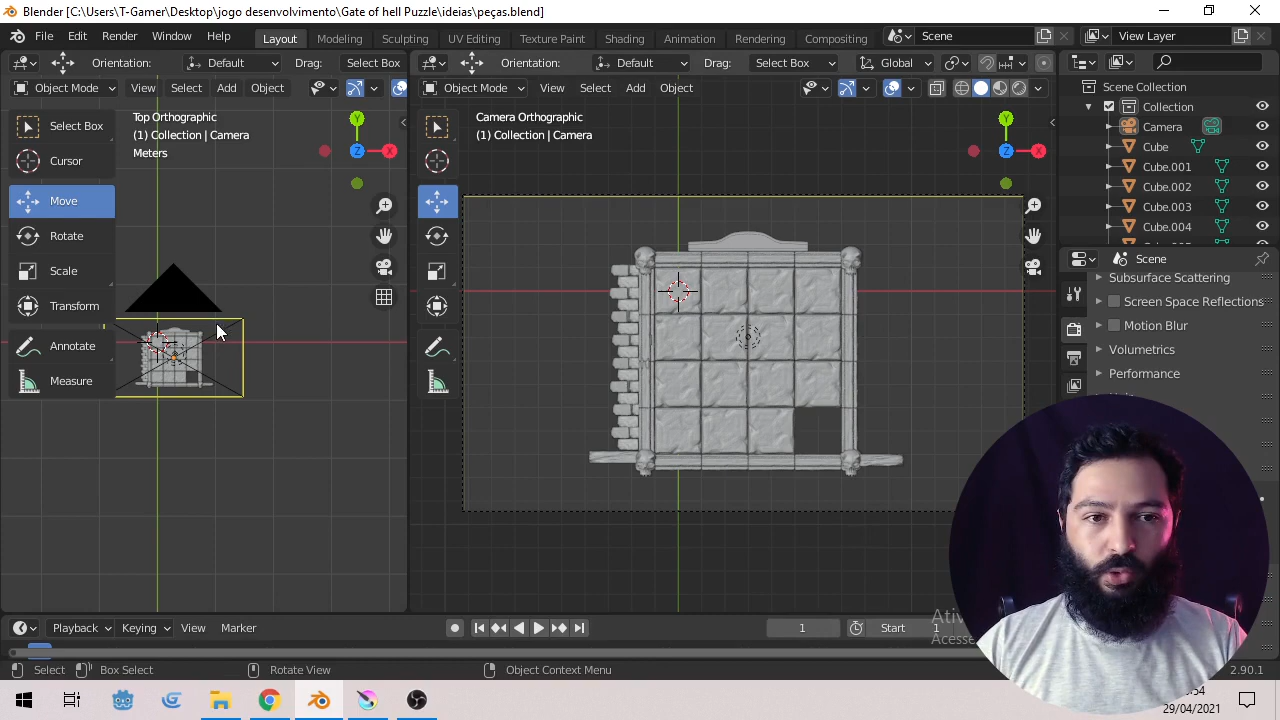 Blender [C:\Users\T-Gamer\Desktop\jogo desenvolvimento\Gate of hell Puzzle\ideias\peças.blend]
File Edit Render Window Help
Layout Modeling Sculpting UV Editing Texture Paint Shading Animation Rendering Compositing
Scene
View Layer
Orientation: Default Drag: Select Box
Orientation: Default Drag: Select Box Global
Object Mode View Select Add Object
Object Mode View Select Add Object
Select Box
Cursor
Move
Rotate
Scale
Transform
Annotate
Measure
Top Orthographic
(1) Collection | Camera
Meters
Y
Z
X
Camera Orthographic
(1) Collection | Camera
Y
Z
X
Scene Collection
Collection
Camera
Cube
Cube.001
Cube.002
Cube.003
Cube.004
Scene
Subsurface Scattering
Screen Space Reflections
Motion Blur
Volumetrics
Performance
Playback Keying View Marker
1
Start 1
Select Box Select Rotate View Object Context Menu
2.90.1
29/04/2021